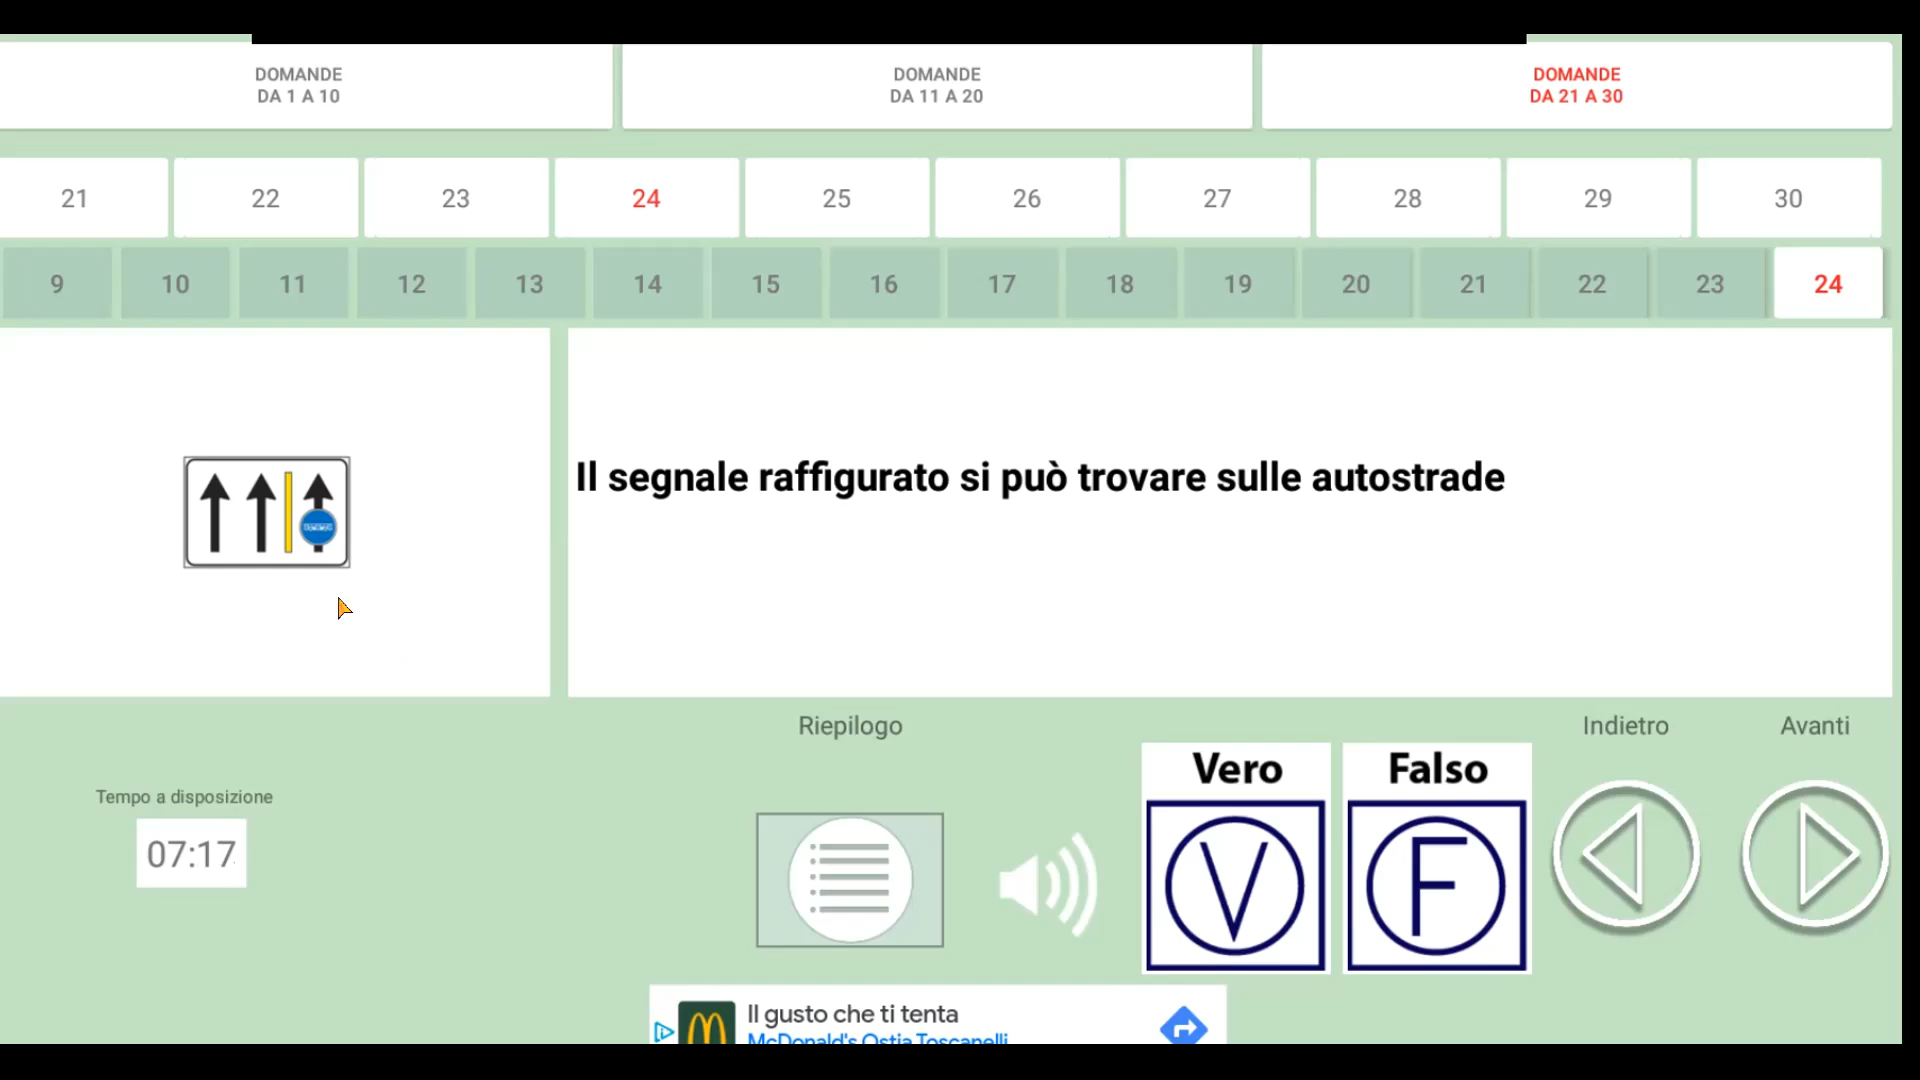 DOMANDE
DA 1 A 10
DOMANDE
DA 11 A 20
DOMANDE
DA 21 A 30
21 22 23 24 25 26 27 28 29 30
9 10 11 12 13 14 15 16 17 18 19 20 21 22 23 24
Il segnale raffigurato si può trovare sulle autostrade
Riepilogo
Vero
Falso
Indietro
Avanti
Tempo a disposizione
07:17
V
F
Il gusto che ti tenta
McDonald's Ostia Toscanelli